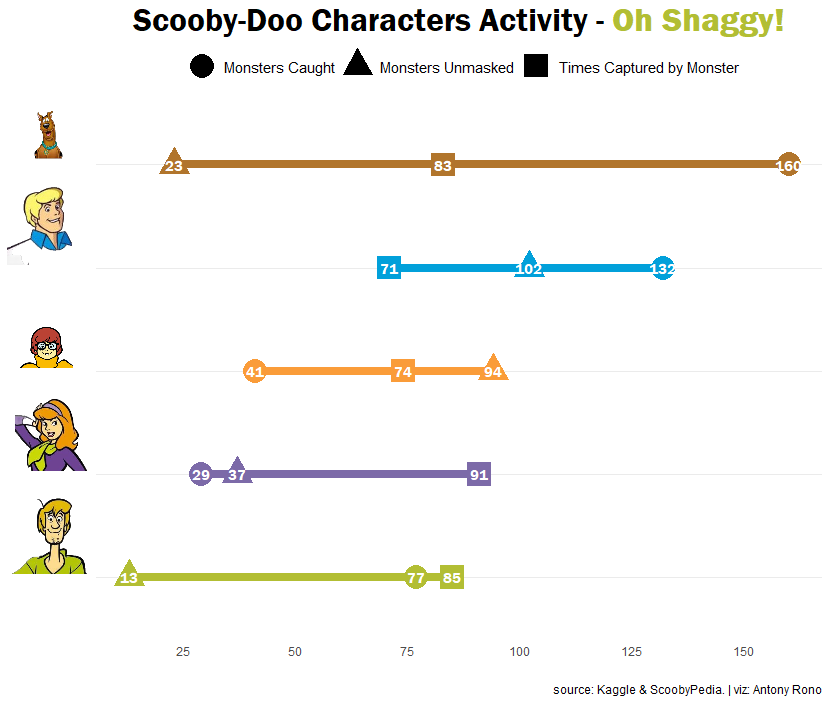 Scooby-Doo Characters Activity - Oh Shaggy!
Monsters Caught Monsters Unmasked Times Captured by Monster
23 83 160
71 102 132
41 74 94
29 37 91
13 77 85
25 50 75 100 125 150
source: Kaggle & ScoobyPedia. | viz: Antony Rono